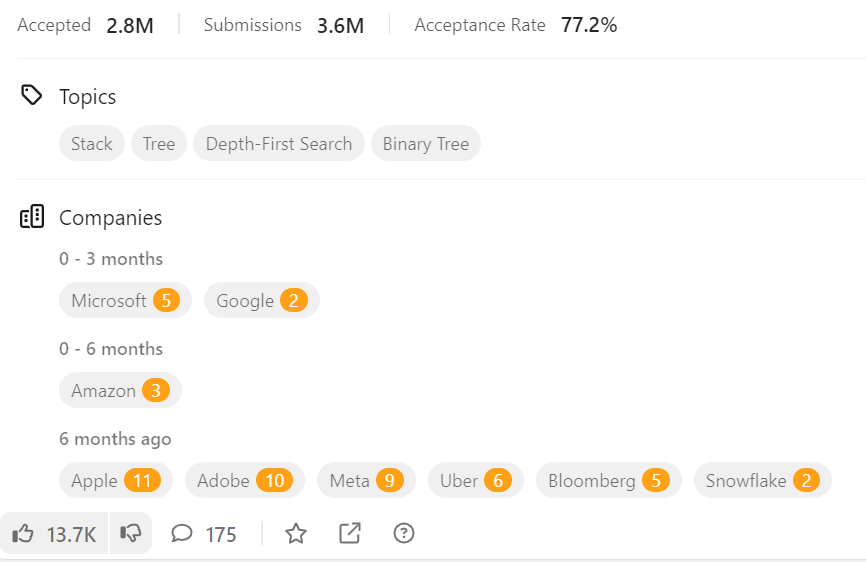 Accepted 2.8M Submissions 3.6M Acceptance Rate 77.2%
Topics
Stack Tree Depth-First Search Binary Tree
Companies
0 - 3 months
Microsoft 5 Google 2
0 - 6 months
Amazon 3
6 months ago
Apple 11 Adobe 10 Meta 9 Uber 6 Bloomberg 5 Snowflake 2
13.7K 175